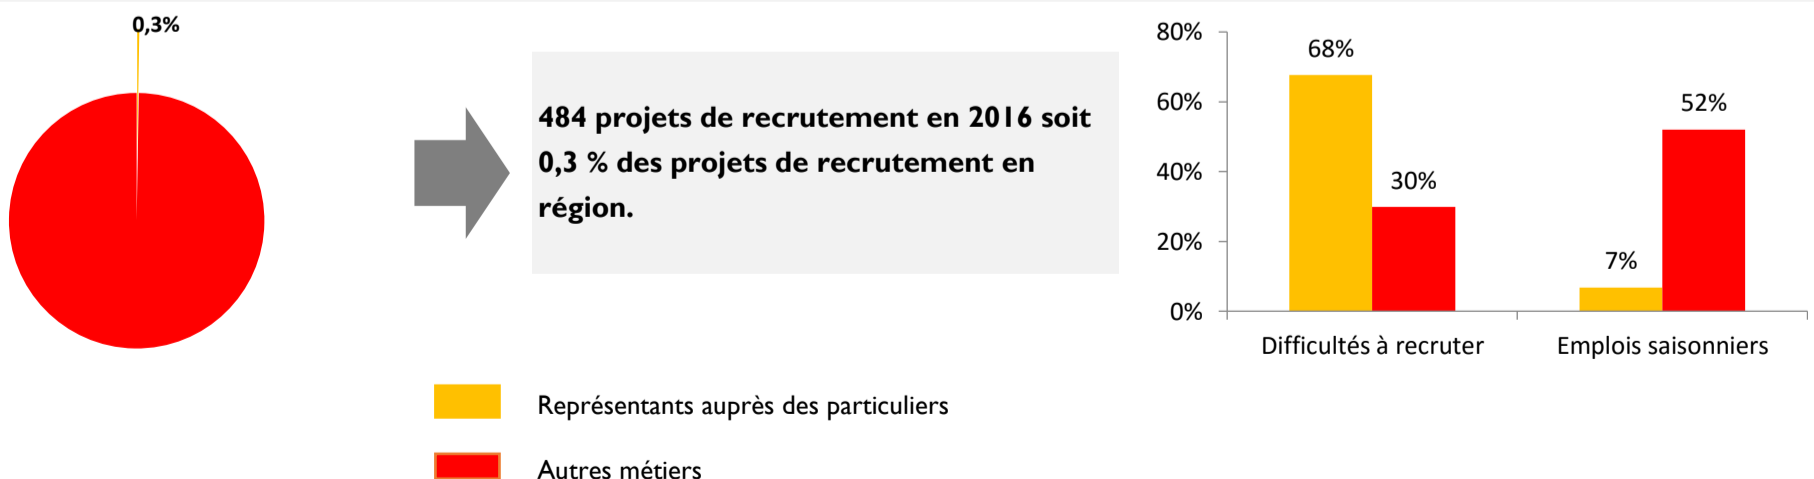 0,3%
484 projets de recrutement en 2016 soit
0,3 % des projets de recrutement en
région.
80%
60%
40%
20%
0%
68%
30%
7%
52%
Difficultés à recruter
Emplois saisonniers
Représentants auprès des particuliers
Autres métiers